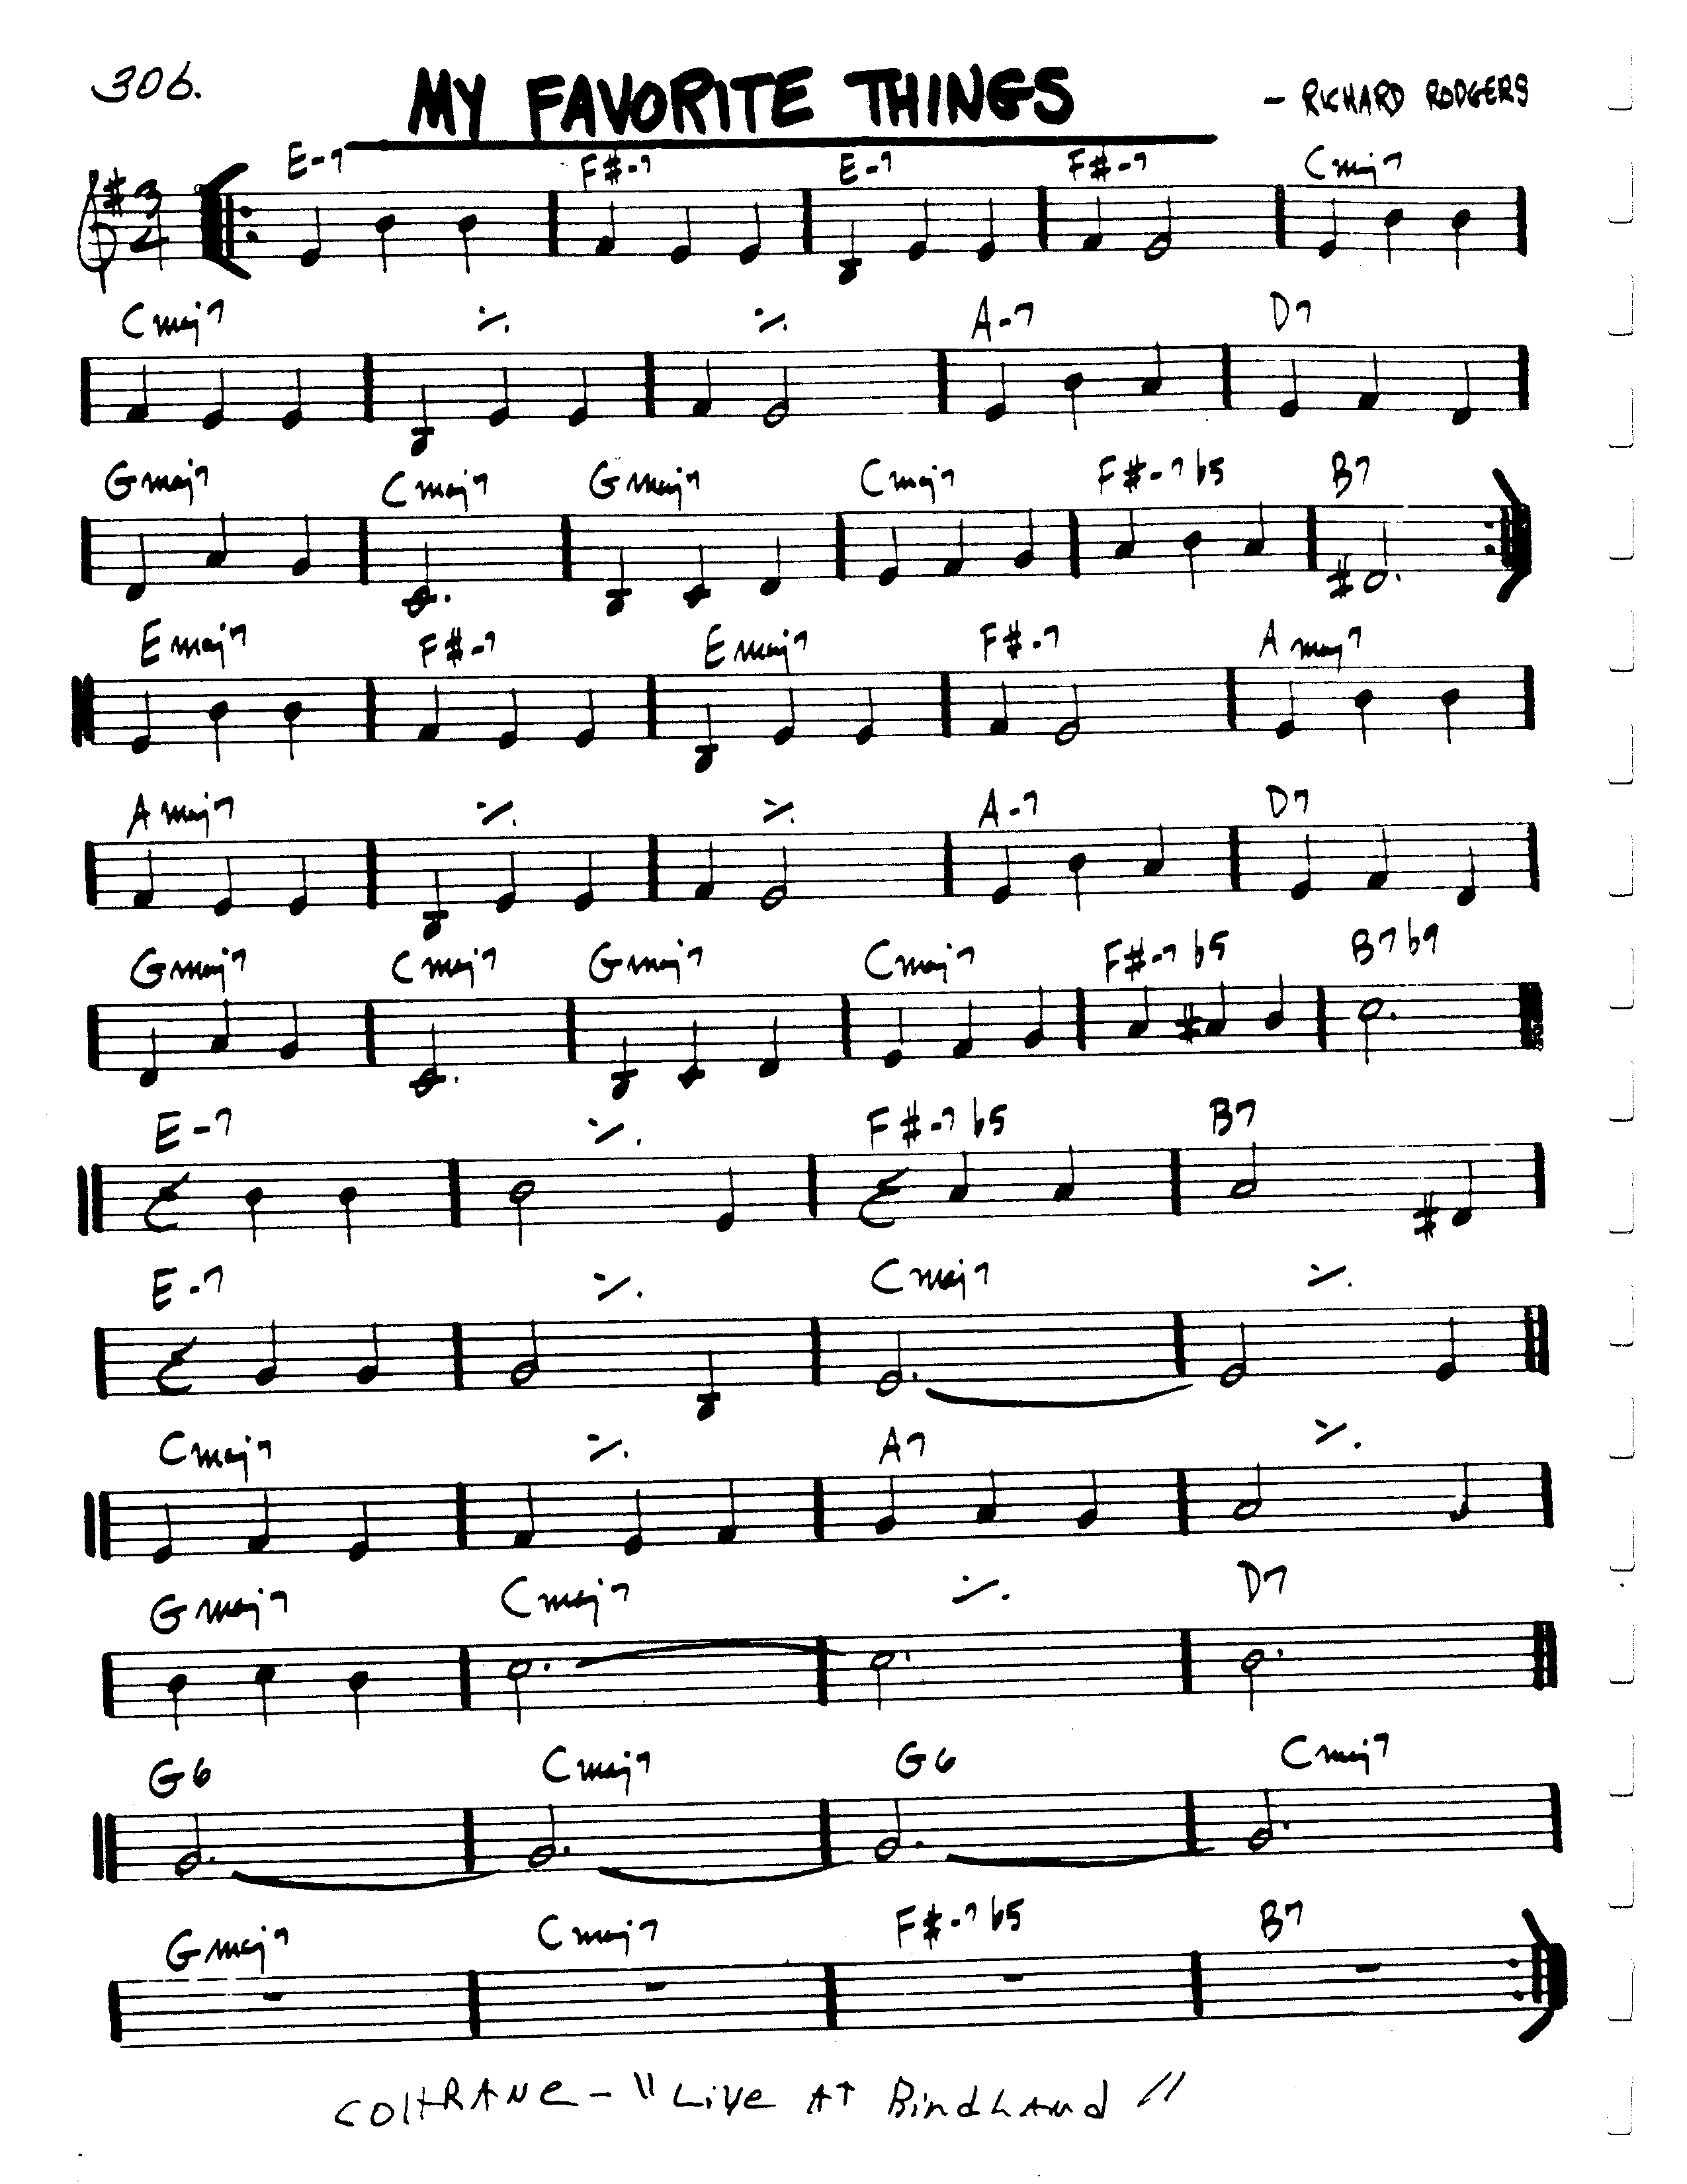 306.
MY FAVORITE THINGS
- RICHARD RODGERS
E-7 F#-7 E-7 F#-7 Cmaj7
3
4
Cmaj7 ٪ ٪ A-7 D7
Gmaj7 Cmaj7 Gmaj7 Cmaj7 F#-7b5 B7
Emaj7 F#-7 Emaj7 F#-7 Amaj7
Amaj7 ٪ ٪ A-7 D7
Gmaj7 Cmaj7 Gmaj7 Cmaj7 F#-7b5 B7b9
E-7 ٪ F#-7b5 B7
E-7 ٪ Cmaj7 ٪
Cmaj7 ٪ A7 ٪
Gmaj7 Cmaj7 ٪ D7
G6 Cmaj7 G6 Cmaj7
Gmaj7 Cmaj7 F#-7b5 B7
COltRANe - "Live At BirdLand"